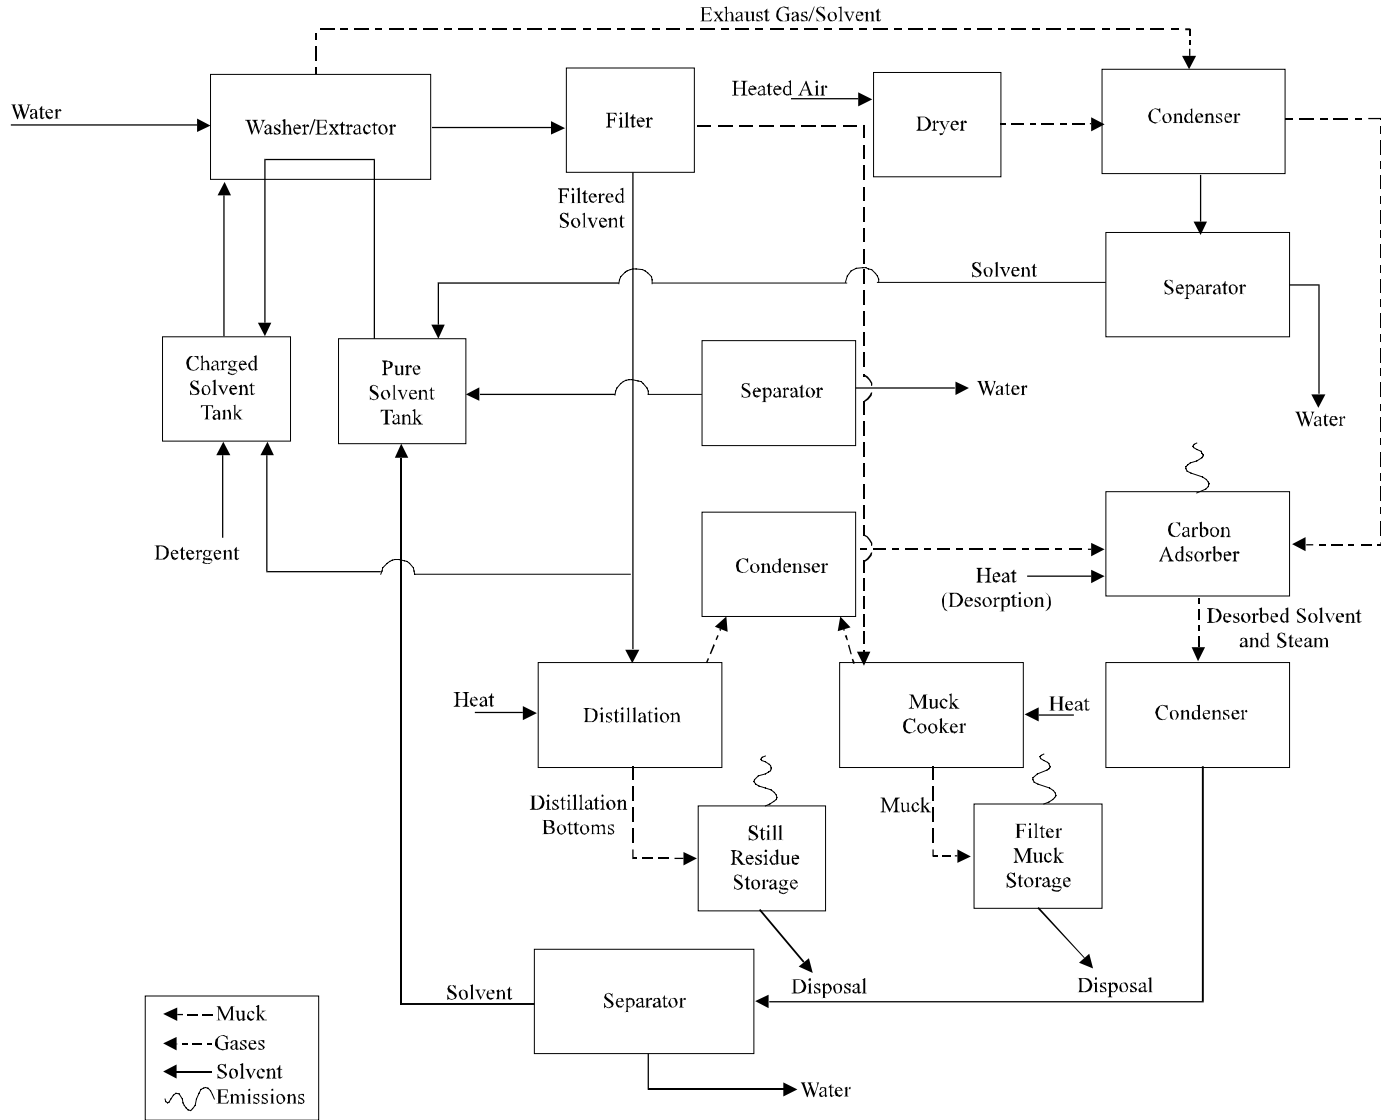 Exhaust Gas/Solvent
Water
Washer/Extractor
Filter
Heated Air
Dryer
Condenser
Filtered
Solvent
Solvent
Separator
Charged
Solvent
Tank
Pure
Solvent
Tank
Separator
Water
Water
Detergent
Condenser
Carbon
Adsorber
Heat
(Desorption)
Desorbed Solvent
and Steam
Heat
Distillation
Muck
Cooker
Heat
Condenser
Distillation
Bottoms
Still
Residue
Storage
Muck
Filter
Muck
Storage
Disposal
Disposal
Solvent
Separator
Water
Muck
Gases
Solvent
Emissions